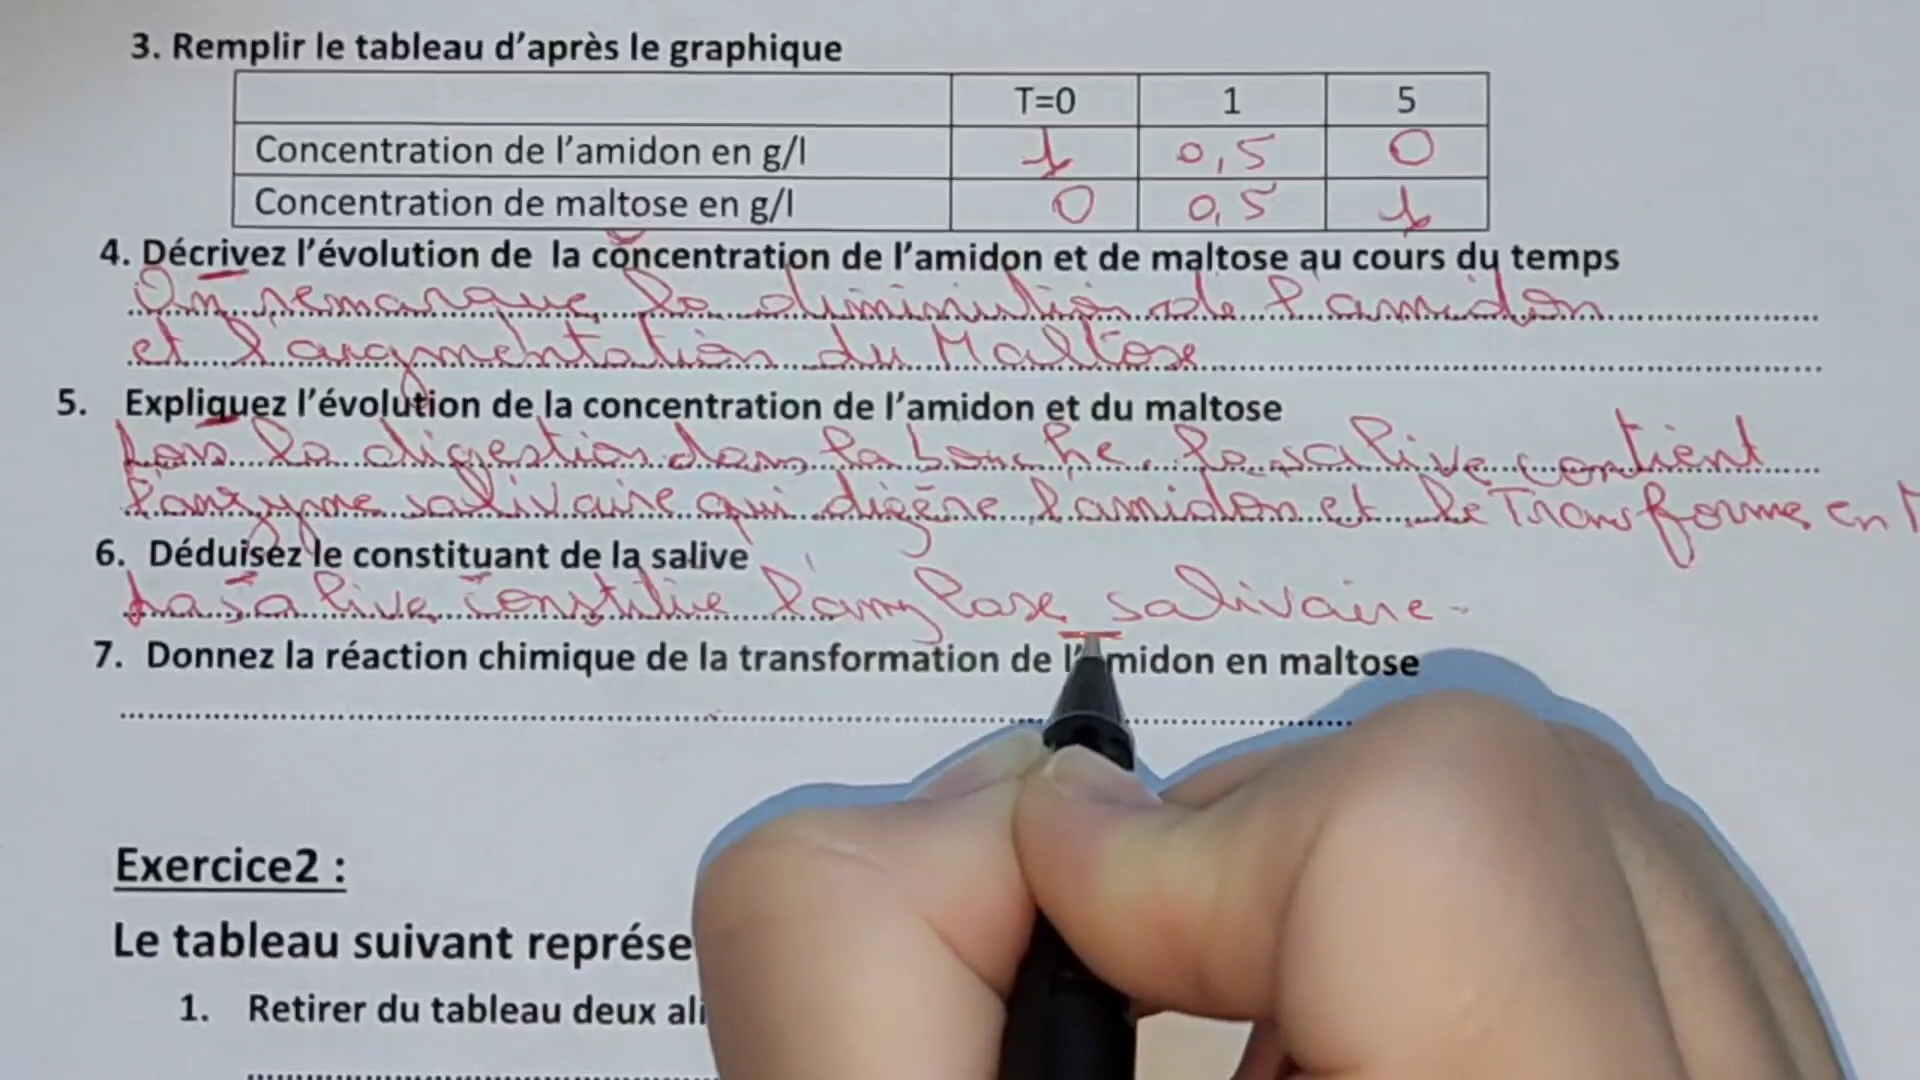 3. Remplir le tableau d'après le graphique
T=0 1 5
Concentration de l'amidon en g/l 1 0,5 0
Concentration de maltose en g/l 0 0,5 1
4. Décrivez l'évolution de la concentration de l'amidon et de maltose au cours du temps
On remarque la diminution de l'amidon
et l'augmentation du Maltose
5. Expliquez l'évolution de la concentration de l'amidon et du maltose
la digestion dans la bouche, la salive contient
salivaire qui digère l'amidon et le Transforme en M
6. Déduisez le constituant de la salive
La salive l'amylase salivaire.
7. Donnez la réaction chimique de la transformation de l'amidon en maltose
Exercice2 :
Le tableau suivant représe
1. Retirer du tableau deux ali